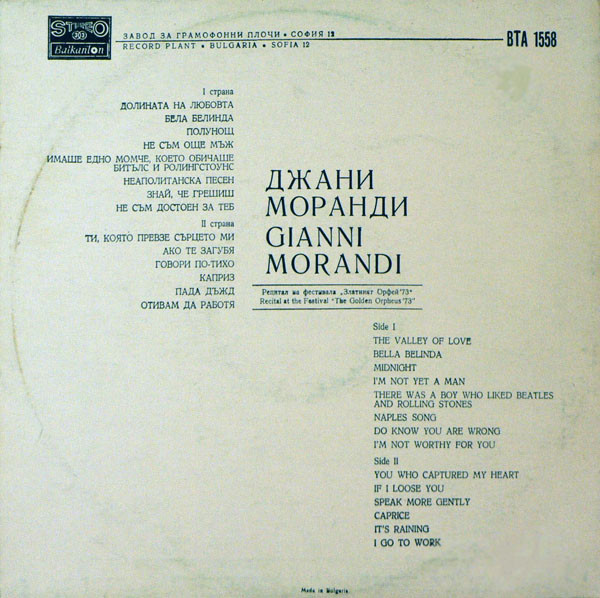 STEREO
33
Balkanton
ЗАВОД ЗА ГРАМОФОННИ ПЛОЧИ • СОФИЯ 12
RECORD PLANT • BULGARIA • SOFIA 12
ВТА 1558
I страна
ДОЛИНАТА НА ЛЮБОВТА
БЕЛА БЕЛИНДА
ПОЛУНОЩ
НЕ СЪМ ОЩЕ МЪЖ
ИМАШЕ ЕДНО МОМЧЕ, КОЕТО ОБИЧАШЕ
БИТЪЛС И РОЛИНГСТОУНС
НЕАПОЛИТАНСКА ПЕСЕН
ЗНАЙ, ЧЕ ГРЕШИШ
НЕ СЪМ ДОСТОЕН ЗА ТЕБ
II страна
ТИ, КОЯТО ПРЕВЗЕ СЪРЦЕТО МИ
АКО ТЕ ЗАГУБЯ
ГОВОРИ ПО-ТИХО
КАПРИЗ
ПАДА ДЪЖД
ОТИВАМ ДА РАБОТЯ
ДЖАНИ
МОРАНДИ
GIANNI
MORANDI
Рецитал на фестивала „Златният Орфей'73“
Recital at the Festival "The Golden Orpheus'73"
Side I
THE VALLEY OF LOVE
BELLA BELINDA
MIDNIGHT
I'M NOT YET A MAN
THERE WAS A BOY WHO LIKED BEATLES
AND ROLLING STONES
NAPLES SONG
DO KNOW YOU ARE WRONG
I'M NOT WORTHY FOR YOU
Side II
YOU WHO CAPTURED MY HEART
IF I LOOSE YOU
SPEAK MORE GENTLY
CAPRICE
IT'S RAINING
I GO TO WORK
Made in Bulgaria.